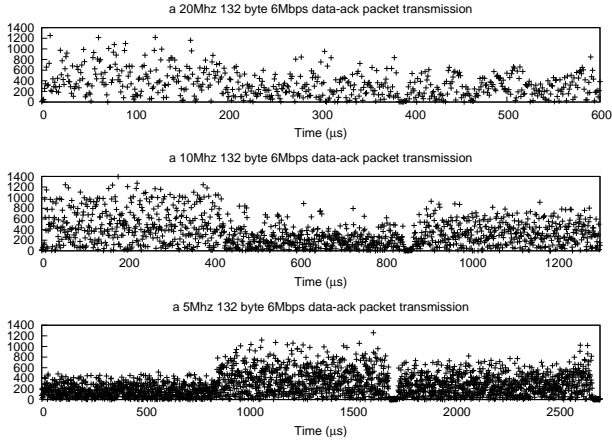 a 20Mhz 132 byte 6Mbps data-ack packet transmission
1400
1200
1000
800
600
400
200
0
0 100 200 300 400 500 600
Time (µs)
a 10Mhz 132 byte 6Mbps data-ack packet transmission
1400
1200
1000
800
600
400
200
0
0 200 400 600 800 1000 1200
Time (µs)
a 5Mhz 132 byte 6Mbps data-ack packet transmission
1400
1200
1000
800
600
400
200
0
0 500 1000 1500 2000 2500
Time (µs)